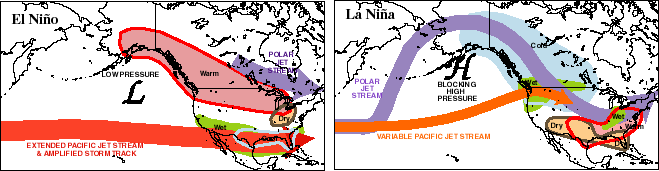 El Niño
POLAR
JET
STREAM
LOW PRESSURE
L
Warm
Dry
Wet
Cool
EXTENDED PACIFIC JET STREAM
& AMPLIFIED STORM TRACK
La Niña
Cold
H
BLOCKING
HIGH
PRESSURE
POLAR
JET
STREAM
Wet
VARIABLE PACIFIC JET STREAM
Dry
Wet
Warm